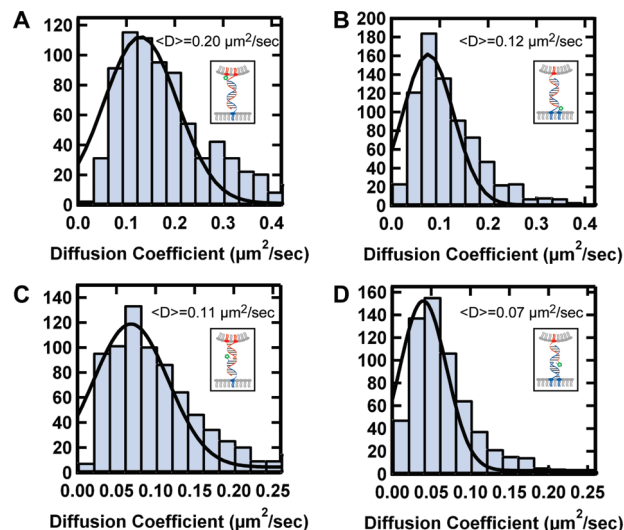 A
<D>=0.20 µm²/sec
120
100
80
60
40
20
0
0.0 0.1 0.2 0.3 0.4
Diffusion Coefficient (µm²/sec)
B
<D>=0.12 µm²/sec
200
180
160
140
120
100
80
60
40
20
0
0.0 0.1 0.2 0.3 0.4
Diffusion Coefficient (µm²/sec)
C
<D>=0.11 µm²/sec
140
120
100
80
60
40
20
0
0.00 0.05 0.10 0.15 0.20 0.25
Diffusion Coefficient (µm²/sec)
D
<D>=0.07 µm²/sec
160
140
120
100
80
60
40
20
0
0.00 0.05 0.10 0.15 0.20 0.25
Diffusion Coefficient (µm²/sec)